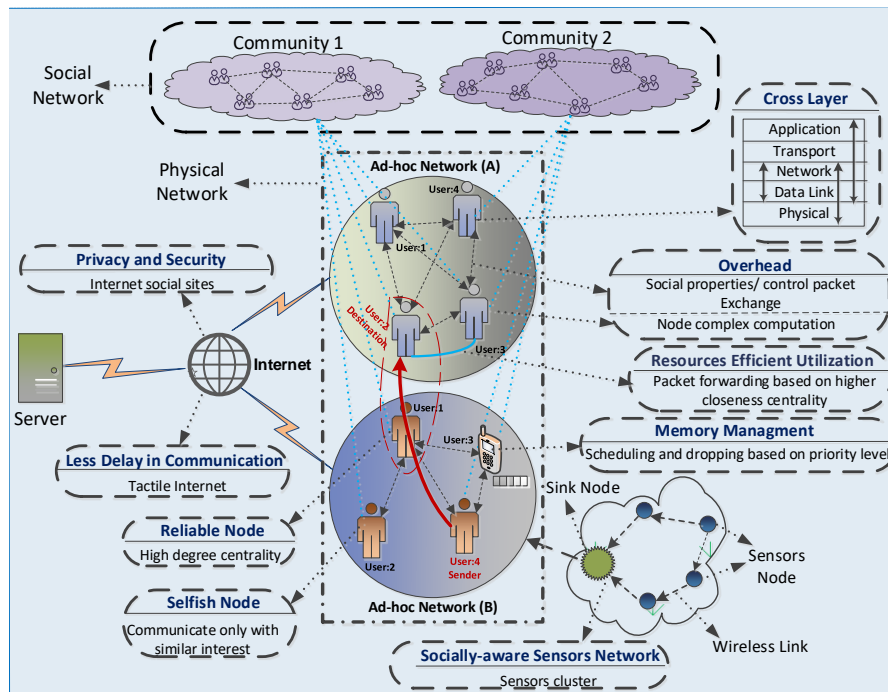 Community 1
Community 2
Social
Network
Cross Layer
Application
Transport
Network
Data Link
Physical
Ad-hoc Network (A)
Physical
Network
User:4
User:1
Privacy and Security
Internet social sites
Overhead
Social properties/ control packet
Exchange
Node complex computation
User:2
Destination
User:3
Internet
Server
Resources Efficient Utilization
Packet forwarding based on higher
closeness centrality
User:1
User:3
Memory Managment
Scheduling and dropping based on priority level
Less Delay in Communication
Tactile Internet
Sink Node
Reliable Node
High degree centrality
Sensors
Node
User:2
User:4
Sender
Selfish Node
Communicate only with
similar interest
Ad-hoc Network (B)
Wireless Link
Socially-aware Sensors Network
Sensors cluster